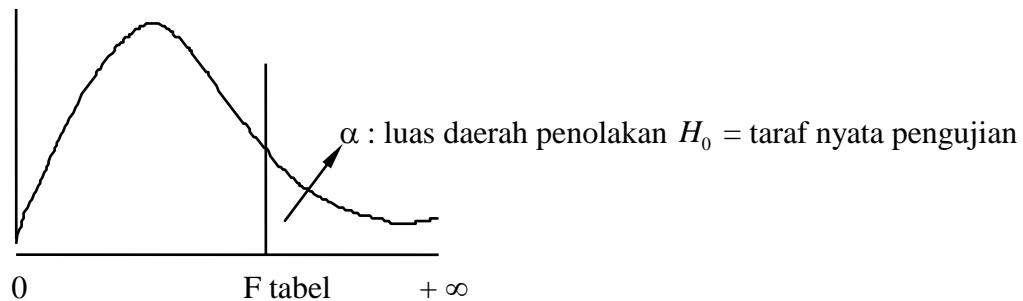 α : luas daerah penolakan H₀ = taraf nyata pengujian
0 F tabel + ∞